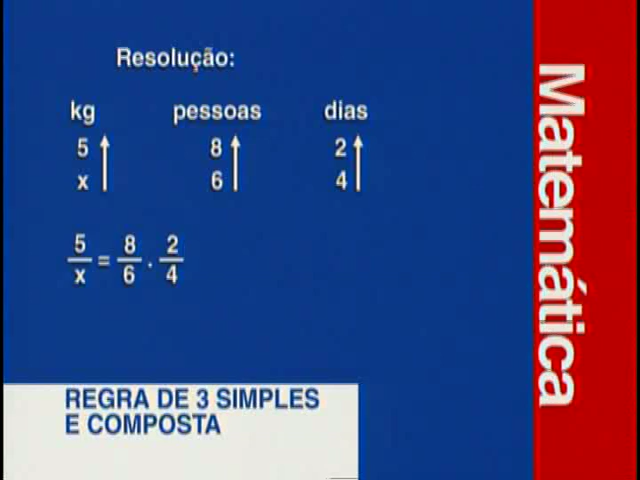 Resolução:
kg pessoas dias
5 8 2
x 6 4
5/x = 8/6 . 2/4
REGRA DE 3 SIMPLES
E COMPOSTA
Matemática